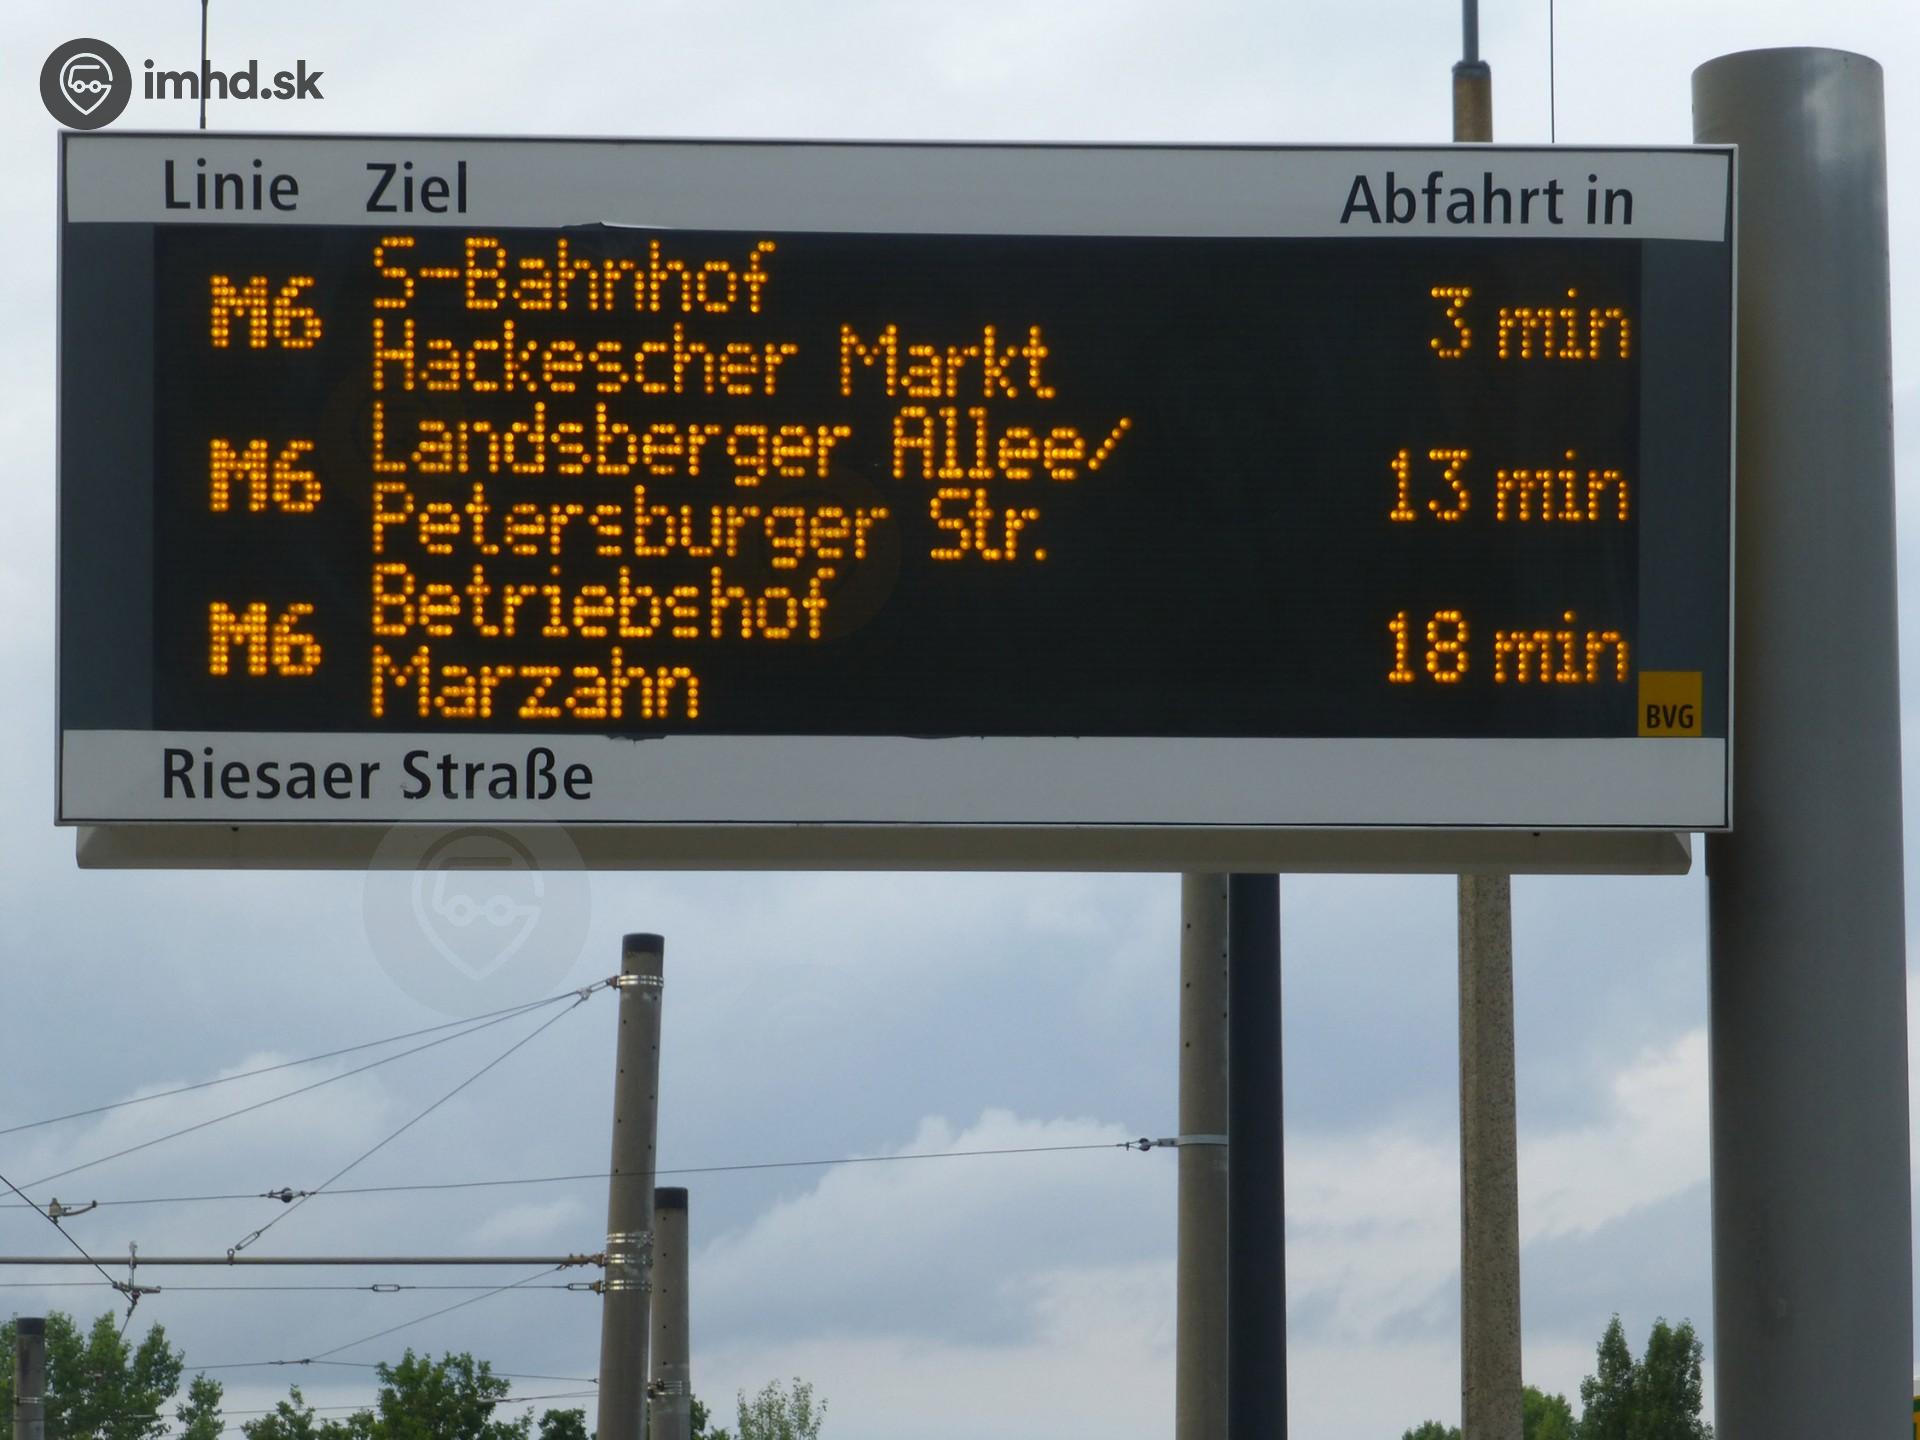 imhd.sk
Linie Ziel Abfahrt in
S-Bahnhof
M6 3 min
Hackescher Markt
Landsberger Allee/
M6 13 min
Petersburger Str.
Betriebshof
M6 18 min
Marzahn
BVG
Riesaer Straße